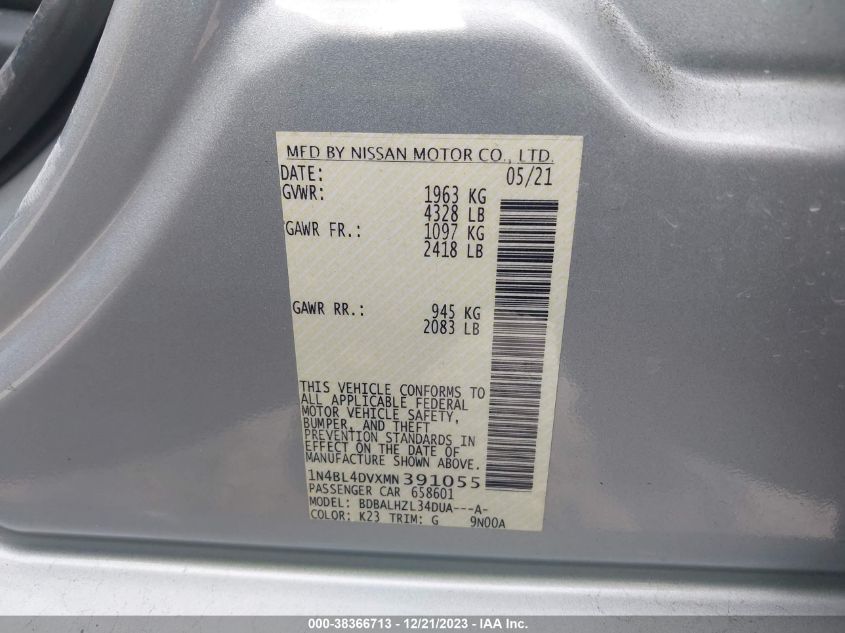 MFD BY NISSAN MOTOR CO., LTD.
DATE: 05/21
GVWR: 1963 KG
4328 LB
GAWR FR.: 1097 KG
2418 LB
GAWR RR.: 945 KG
2083 LB
THIS VEHICLE CONFORMS TO
ALL APPLICABLE FEDERAL
MOTOR VEHICLE SAFETY,
BUMPER, AND THEFT
PREVENTION STANDARDS IN
EFFECT ON THE DATE OF
MANUFACTURE SHOWN ABOVE.
1N4BL4DVXMN391055
PASSENGER CAR 658601
MODEL: BDBALHZL34DUA---A-
COLOR: K23 TRIM: G 9N00A
000-38366713 - 12/21/2023 - IAA Inc.